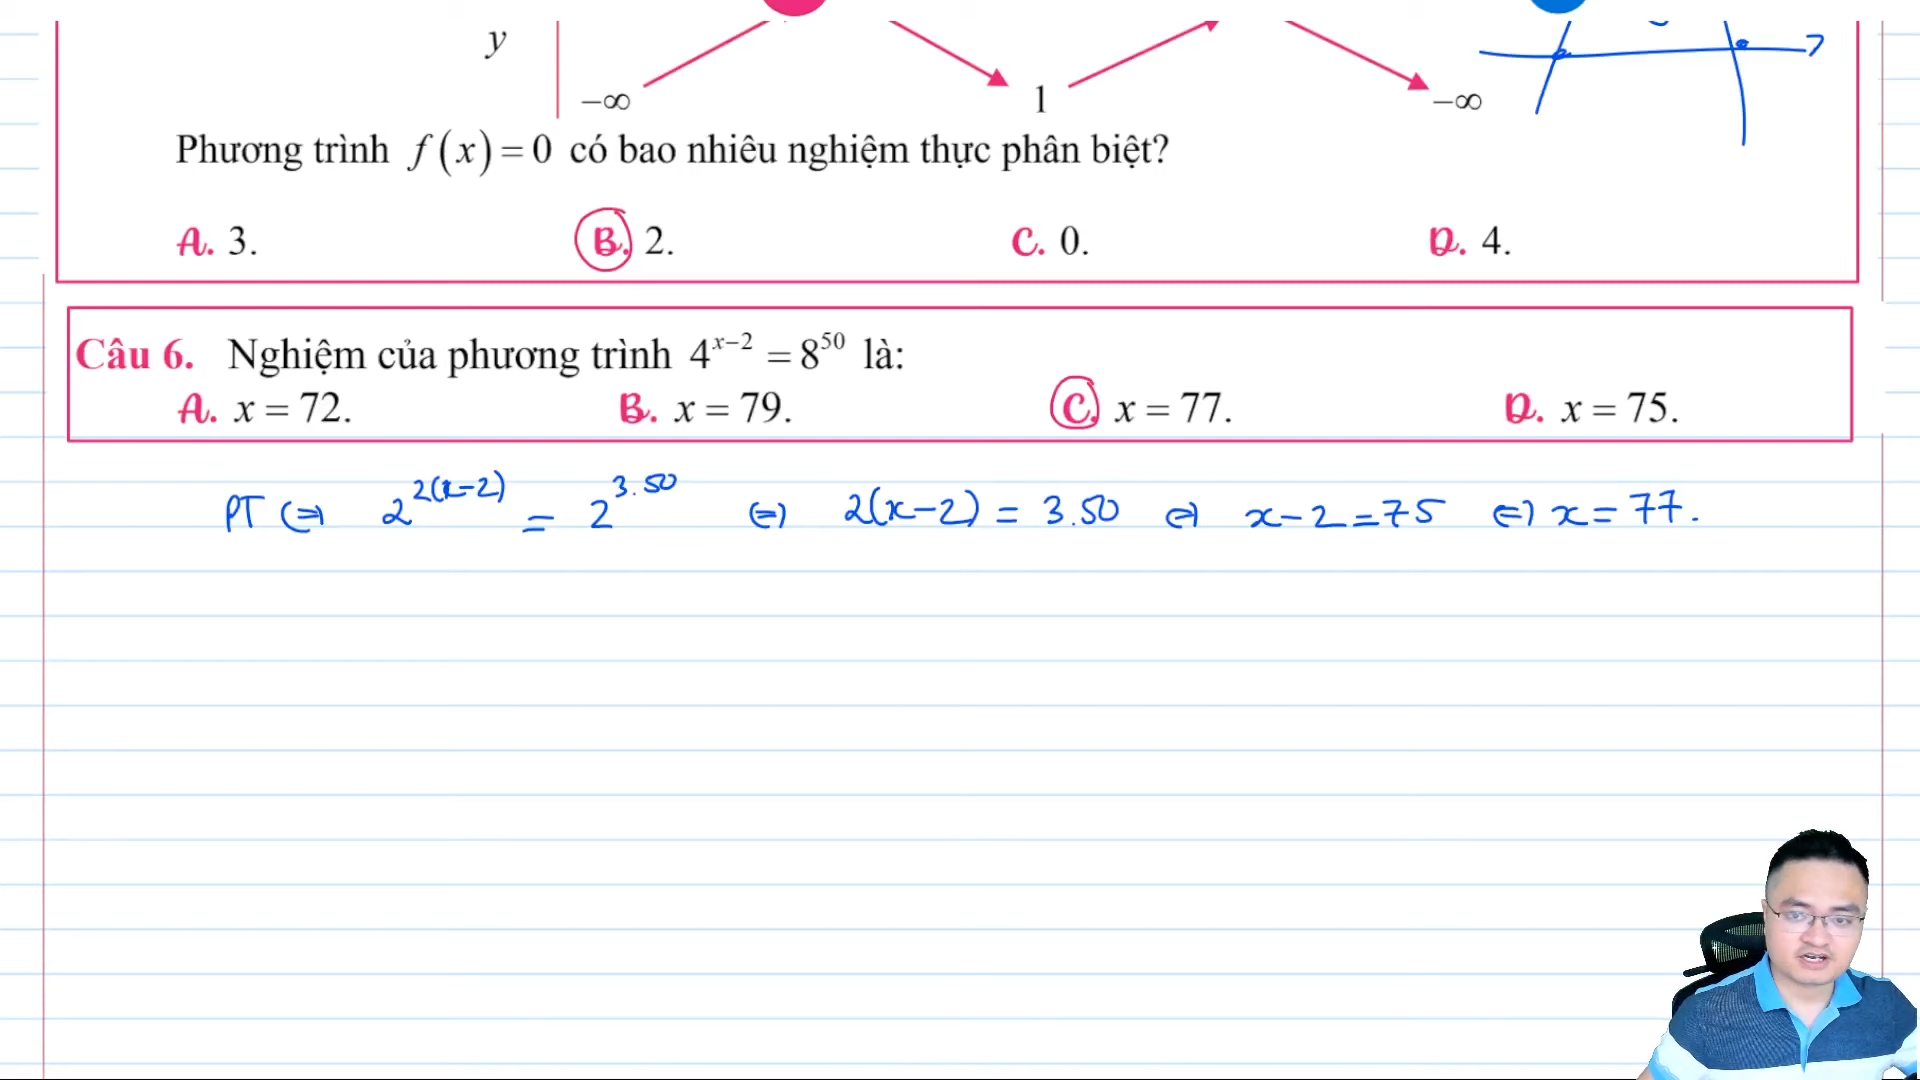 y
−∞ 1 −∞
Phương trình f(x)=0 có bao nhiêu nghiệm thực phân biệt?
A. 3. B. 2. C. 0. D. 4.
Câu 6. Nghiệm của phương trình 4^{x−2} = 8^{50} là:
A. x = 72. B. x = 79. C. x = 77. D. x = 75.
PT ⇔ 2^{2(x−2)} = 2^{3.50} ⇔ 2(x−2) = 3.50 ⇔ x−2=75 ⇔ x=77.